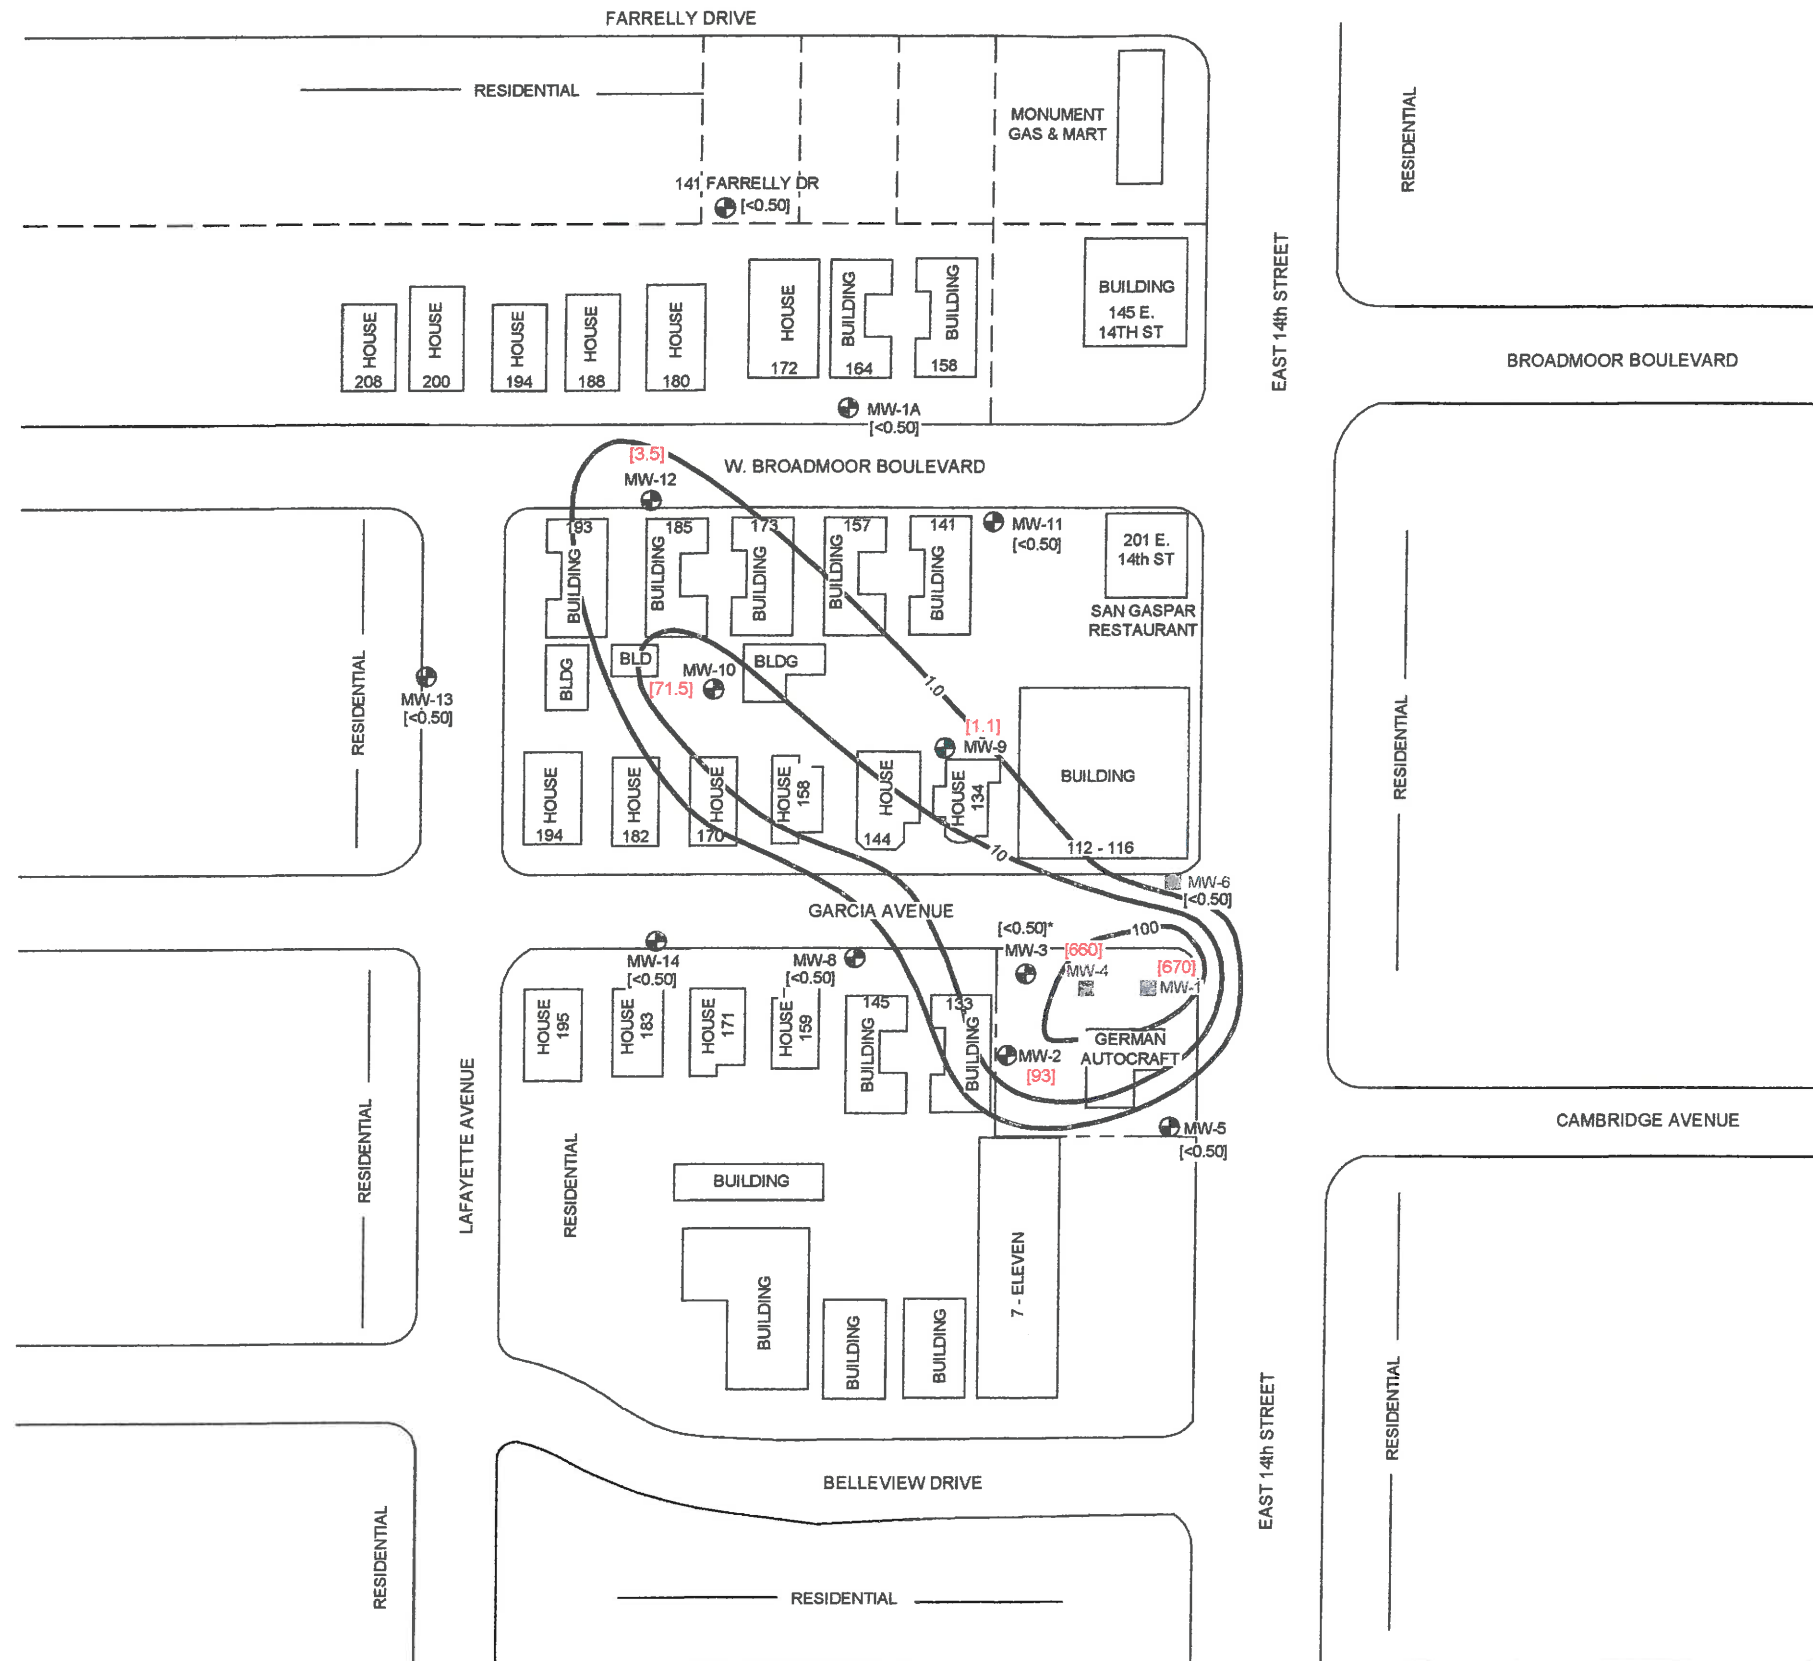 FARRELLY DRIVE
RESIDENTIAL
MONUMENT
GAS & MART
RESIDENTIAL
141 FARRELLY DR
[<0.50]
EAST 14th STREET
BUILDING
145 E.
14TH ST
HOUSE
208
HOUSE
200
HOUSE
194
HOUSE
188
HOUSE
180
HOUSE
172
BUILDING
164
BUILDING
158
BROADMOOR BOULEVARD
MW-1A
[<0.50]
[3.5]
W. BROADMOOR BOULEVARD
MW-12
193
BUILDING
185
BUILDING
173
BUILDING
157
BUILDING
141
BUILDING
MW-11
[<0.50]
201 E.
14th ST
SAN GASPAR
RESTAURANT
RESIDENTIAL
MW-13
[<0.50]
BLDG
BLD
MW-10
[71.5]
BLDG
1.0
[1.1]
MW-9
BUILDING
112 - 116
RESIDENTIAL
HOUSE
194
HOUSE
182
HOUSE
170
HOUSE
158
HOUSE
144
HOUSE
134
10
MW-6
[<0.50]
GARCIA AVENUE
[<0.50]*
MW-3
100
[660]
MW-4
[670]
MW-1
MW-14
[<0.50]
MW-8
[<0.50]
HOUSE
195
HOUSE
183
HOUSE
171
HOUSE
159
145
BUILDING
133
BUILDING
MW-2
[93]
GERMAN
AUTOCRAFT
MW-5
[<0.50]
CAMBRIDGE AVENUE
RESIDENTIAL
LAFAYETTE AVENUE
RESIDENTIAL
BUILDING
BUILDING
BUILDING
BUILDING
7 - ELEVEN
EAST 14th STREET
RESIDENTIAL
BELLEVIEW DRIVE
RESIDENTIAL
RESIDENTIAL